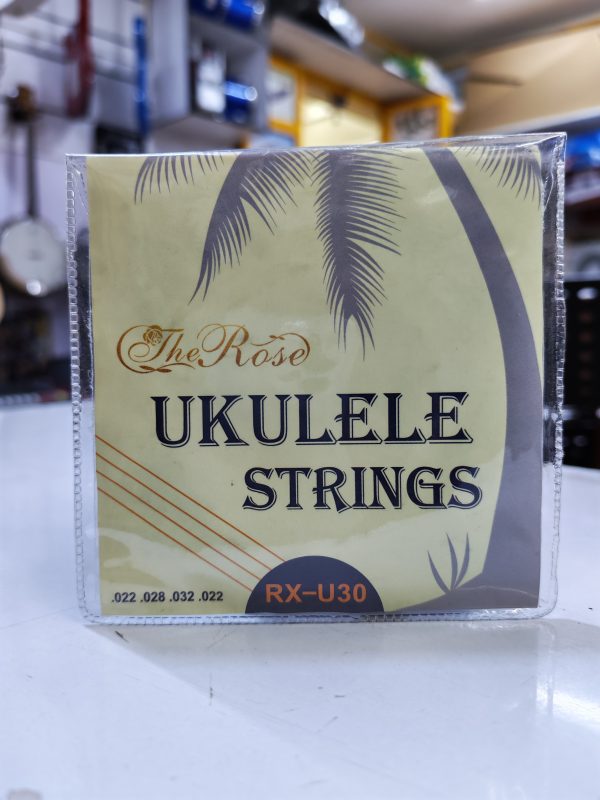 The Rose
UKULELE
STRINGS
.022 .028 .032 .022
RX-U30